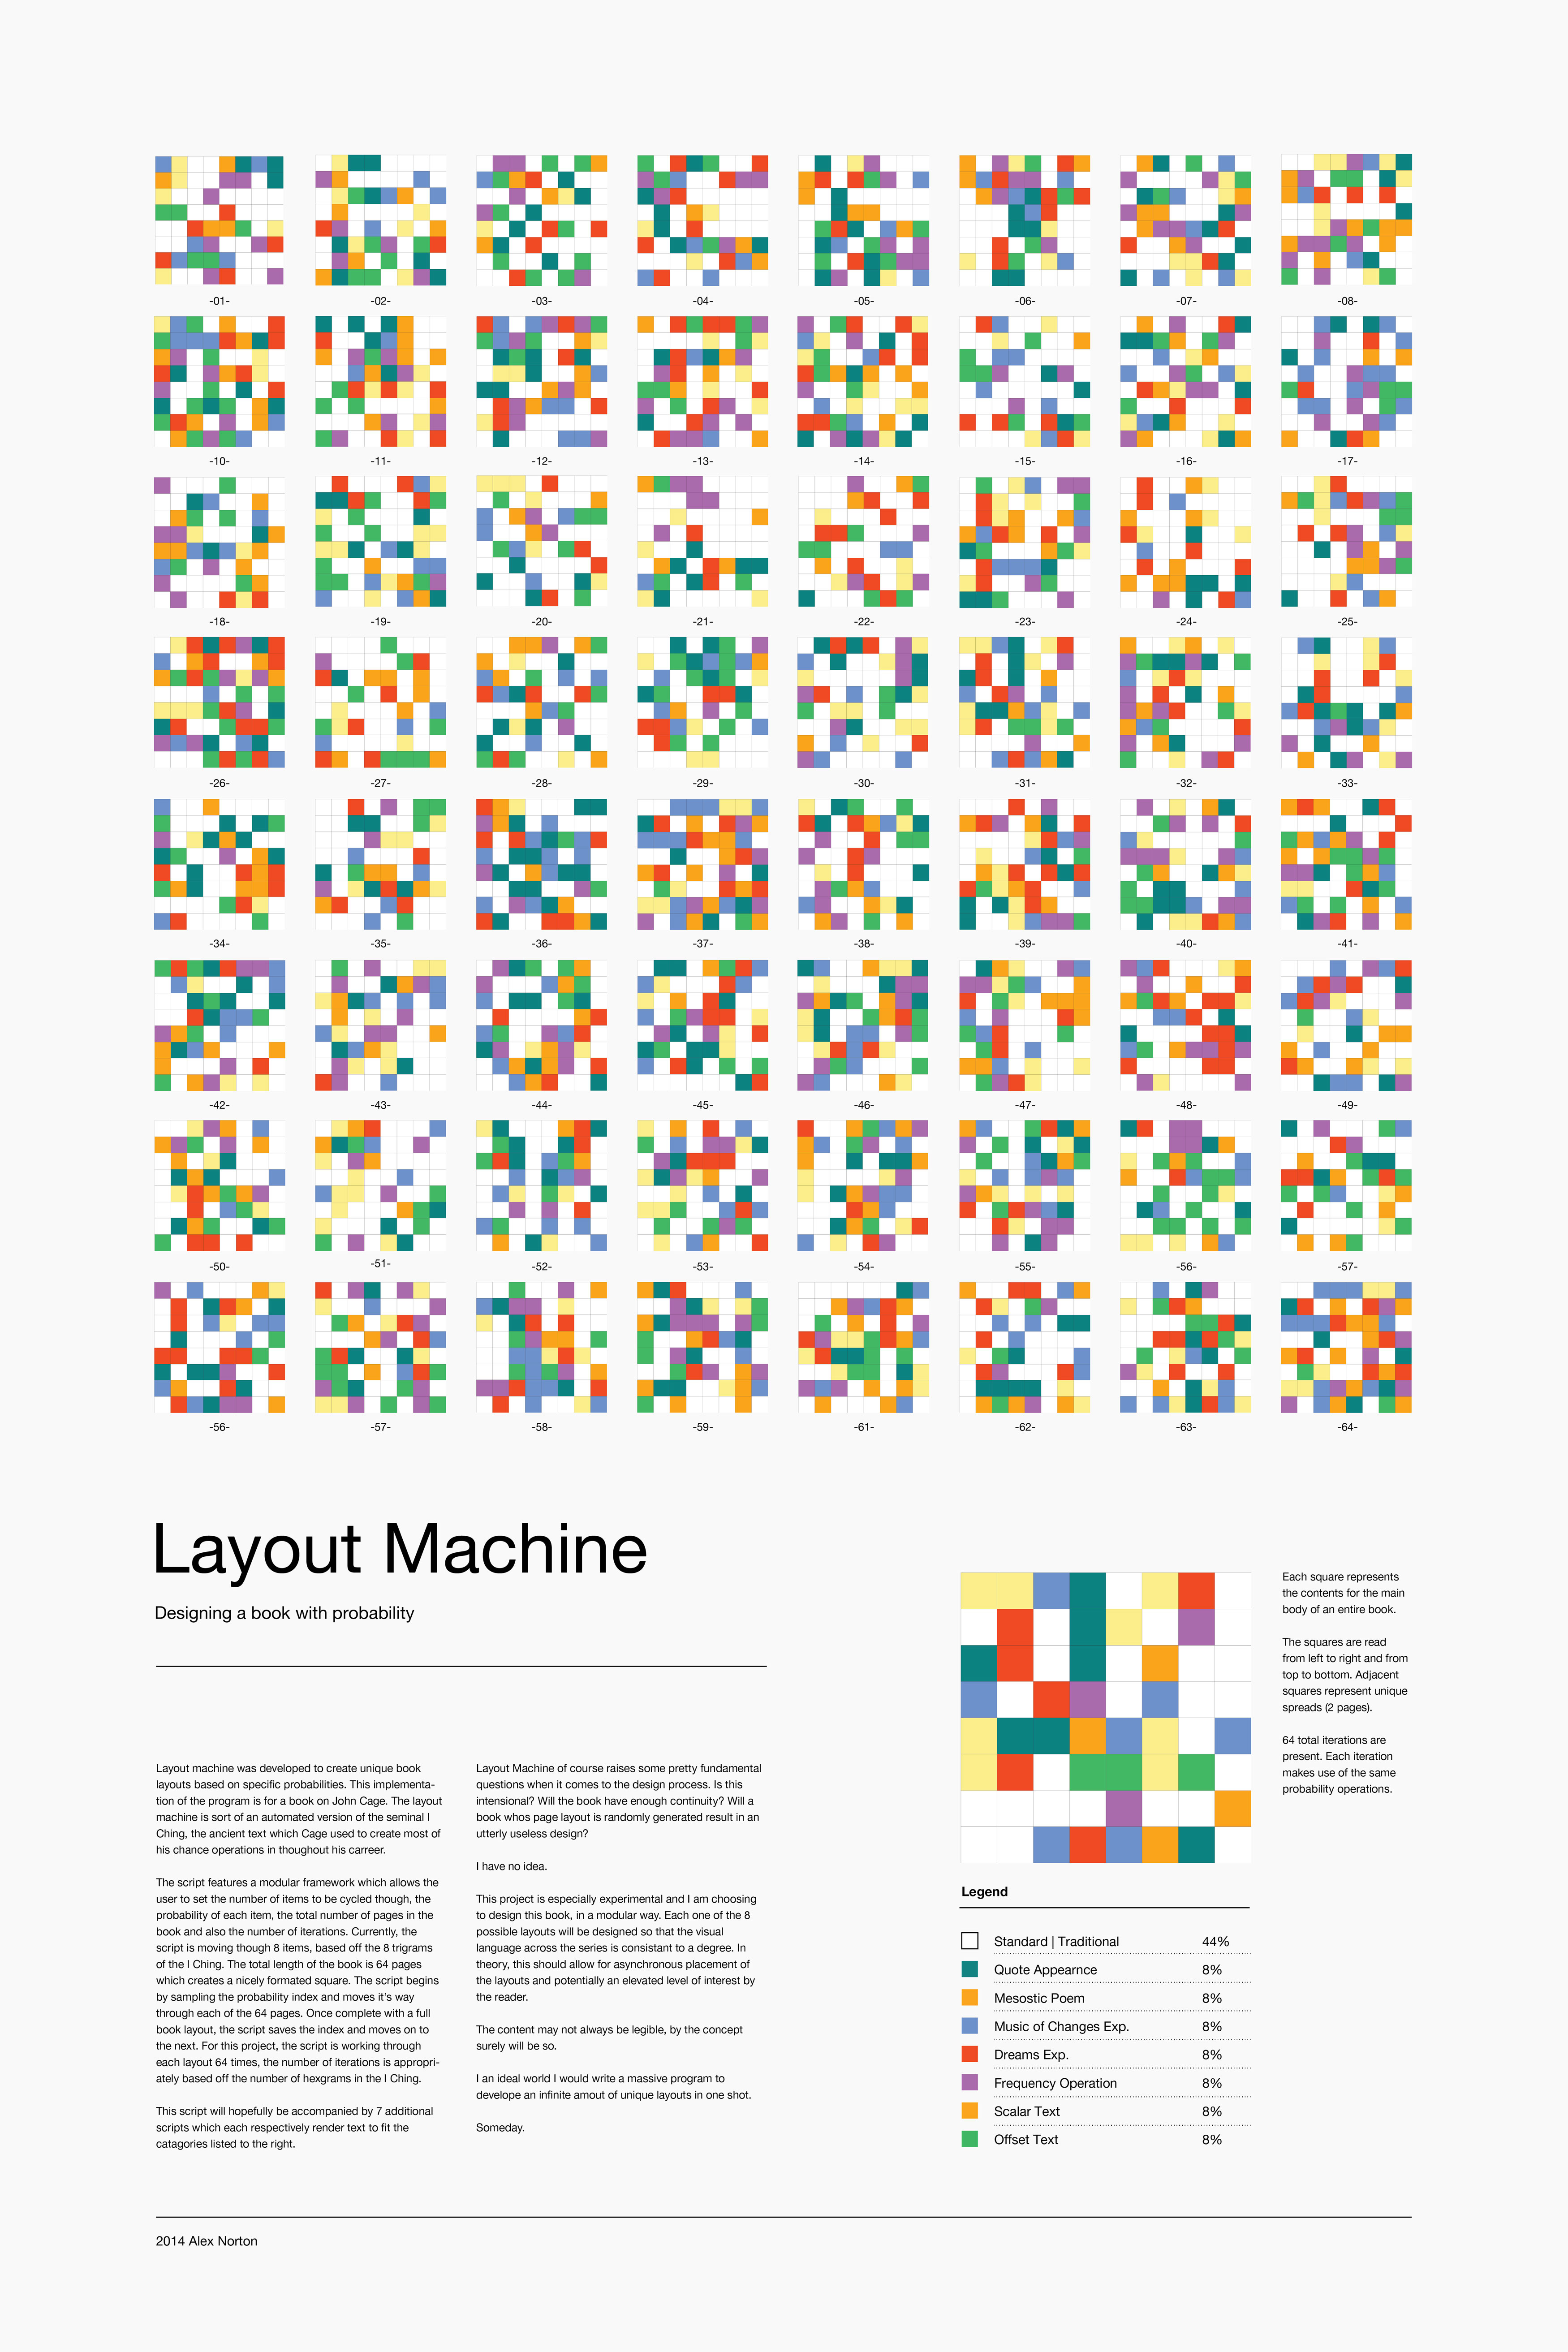 -01- -02- -03- -04- -05- -06- -07- -08-
-10- -11- -12- -13- -14- -15- -16- -17-
-18- -19- -20- -21- -22- -23- -24- -25-
-26- -27- -28- -29- -30- -31- -32- -33-
-34- -35- -36- -37- -38- -39- -40- -41-
-42- -43- -44- -45- -46- -47- -48- -49-
-50- -51- -52- -53- -54- -55- -56- -57-
-56- -57- -58- -59- -61- -62- -63- -64-
Layout Machine
Designing a book with probability
Layout machine was developed to create unique book
layouts based on specific probabilities. This implementa-
tion of the program is for a book on John Cage. The layout
machine is sort of an automated version of the seminal I
Ching, the ancient text which Cage used to create most of
his chance operations in thoughout his carreer.
The script features a modular framework which allows the
user to set the number of items to be cycled though, the
probability of each item, the total number of pages in the
book and also the number of iterations. Currently, the
script is moving though 8 items, based off the 8 trigrams
of the I Ching. The total length of the book is 64 pages
which creates a nicely formated square. The script begins
by sampling the probability index and moves it's way
through each of the 64 pages. Once complete with a full
book layout, the script saves the index and moves on to
the next. For this project, the script is working through
each layout 64 times, the number of iterations is appropri-
ately based off the number of hexgrams in the I Ching.
This script will hopefully be accompanied by 7 additional
scripts which each respectively render text to fit the
catagories listed to the right.
Layout Machine of course raises some pretty fundamental
questions when it comes to the design process. Is this
intensional? Will the book have enough continuity? Will a
book whos page layout is randomly generated result in an
utterly useless design?
I have no idea.
This project is especially experimental and I am choosing
to design this book, in a modular way. Each one of the 8
possible layouts will be designed so that the visual
language across the series is consistant to a degree. In
theory, this should allow for asynchronous placement of
the layouts and potentially an elevated level of interest by
the reader.
The content may not always be legible, by the concept
surely will be so.
I an ideal world I would write a massive program to
develope an infinite amout of unique layouts in one shot.
Someday.
Each square represents
the contents for the main
body of an entire book.
The squares are read
from left to right and from
top to bottom. Adjacent
squares represent unique
spreads (2 pages).
64 total iterations are
present. Each iteration
makes use of the same
probability operations.
Legend
Standard | Traditional 44%
Quote Appearnce 8%
Mesostic Poem 8%
Music of Changes Exp. 8%
Dreams Exp. 8%
Frequency Operation 8%
Scalar Text 8%
Offset Text 8%
2014 Alex Norton